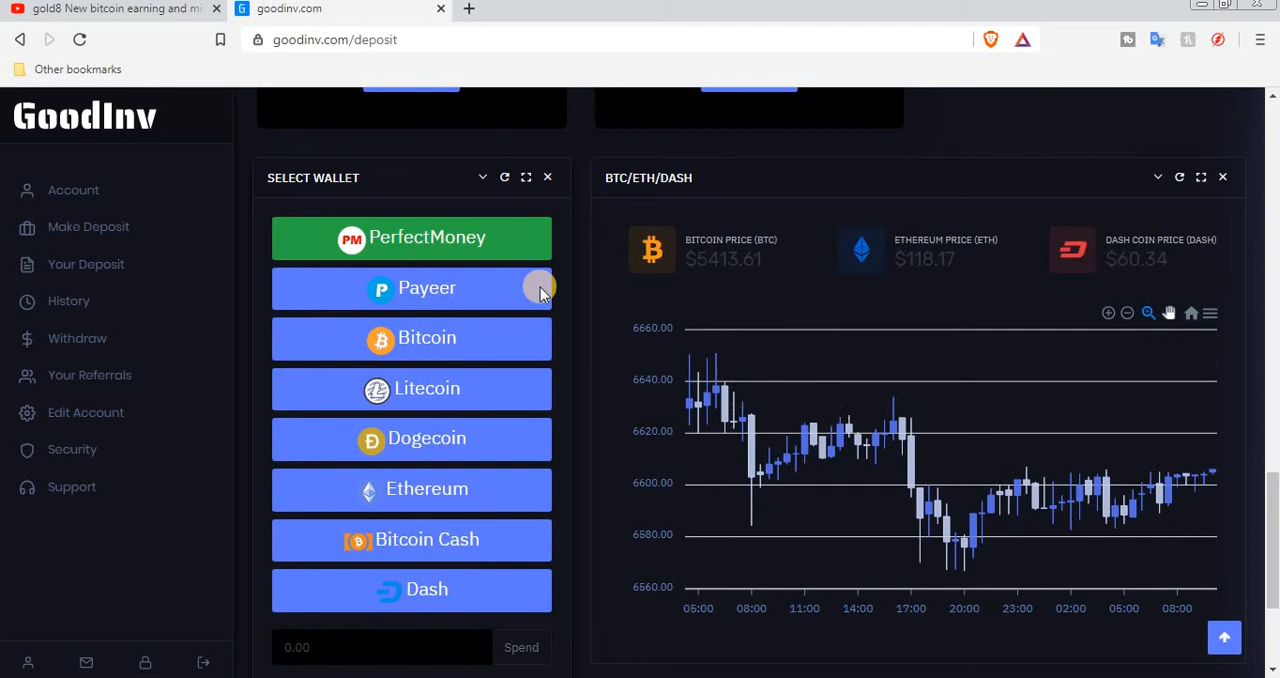 gold8 New bitcoin earning and mi
goodinv.com
goodinv.com/deposit
Other bookmarks
GoodInv
Account
Make Deposit
Your Deposit
History
Withdraw
Your Referrals
Edit Account
Security
Support
SELECT WALLET
PM PerfectMoney
Payeer
Bitcoin
Litecoin
Dogecoin
Ethereum
Bitcoin Cash
Dash
0.00
Spend
BTC/ETH/DASH
BITCOIN PRICE (BTC)
$5413.61
ETHEREUM PRICE (ETH)
$118.17
DASH COIN PRICE (DASH)
$60.34
6660.00
6640.00
6620.00
6600.00
6580.00
6560.00
05:00 08:00 11:00 14:00 17:00 20:00 23:00 02:00 05:00 08:00